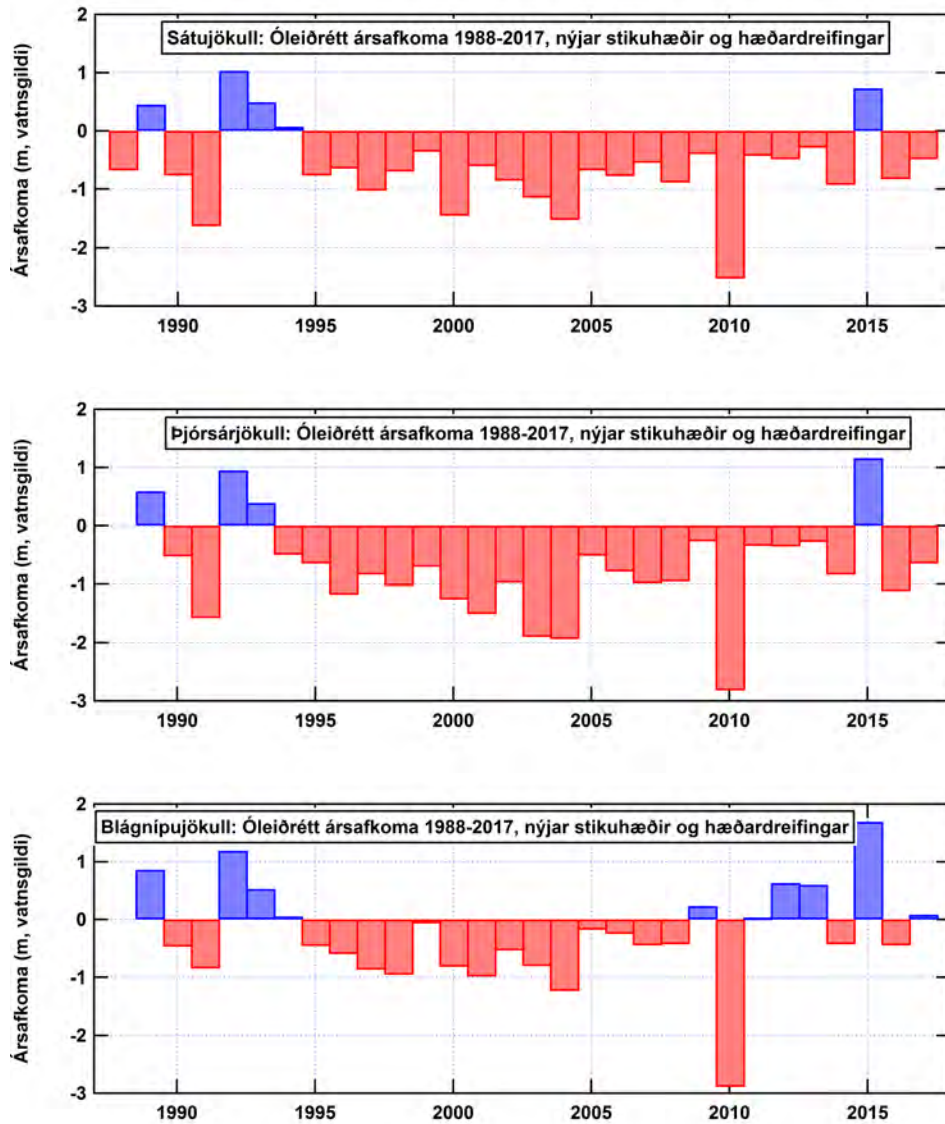 Sátujökull: Óleiðrétt ársafkoma 1988-2017, nýjar stikuhæðir og hæðardreifingar
Ársafkoma (m, vatnsgildi)
2
1
0
-1
-2
-3
1990 1995 2000 2005 2010 2015
Þjórsárjökull: Óleiðrétt ársafkoma 1988-2017, nýjar stikuhæðir og hæðardreifingar
Ársafkoma (m, vatnsgildi)
2
1
0
-1
-2
-3
1990 1995 2000 2005 2010 2015
Blágnípujökull: Óleiðrétt ársafkoma 1988-2017, nýjar stikuhæðir og hæðardreifingar
Ársafkoma (m, vatnsgildi)
2
1
0
-1
-2
-3
1990 1995 2000 2005 2010 2015